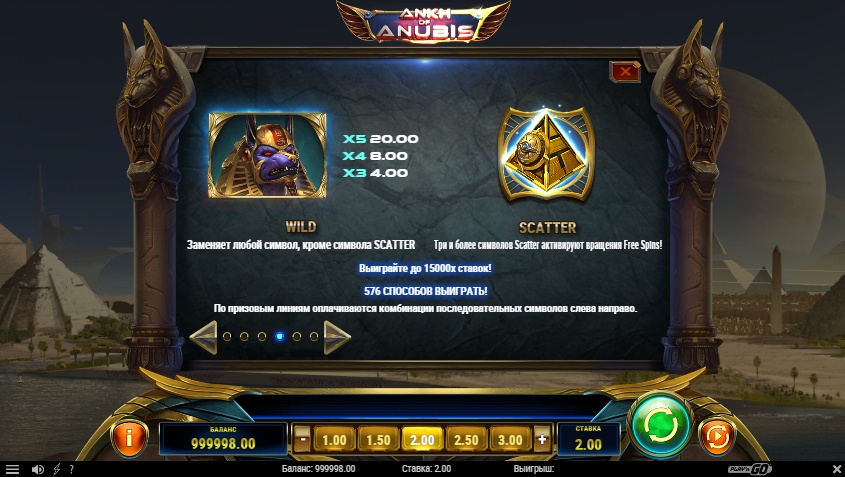 ANKH
OF
ANUBIS
X5 20.00
X4 8.00
X3 4.00
WILD
Заменяет любой символ, кроме символа SCATTER
SCATTER
Три и более символов Scatter активируют вращения Free Spins!
Выиграйте до 15000x ставок!
576 СПОСОБОВ ВЫИГРАТЬ!
По призовым линиям оплачиваются комбинации последовательных символов слева направо.
БАЛАНС
999998.00
- 1.00 1.50 2.00 2.50 3.00 +
СТАВКА
2.00
? Баланс: 999998.00 Ставка: 2.00 Выигрыш: PLAY'N GO